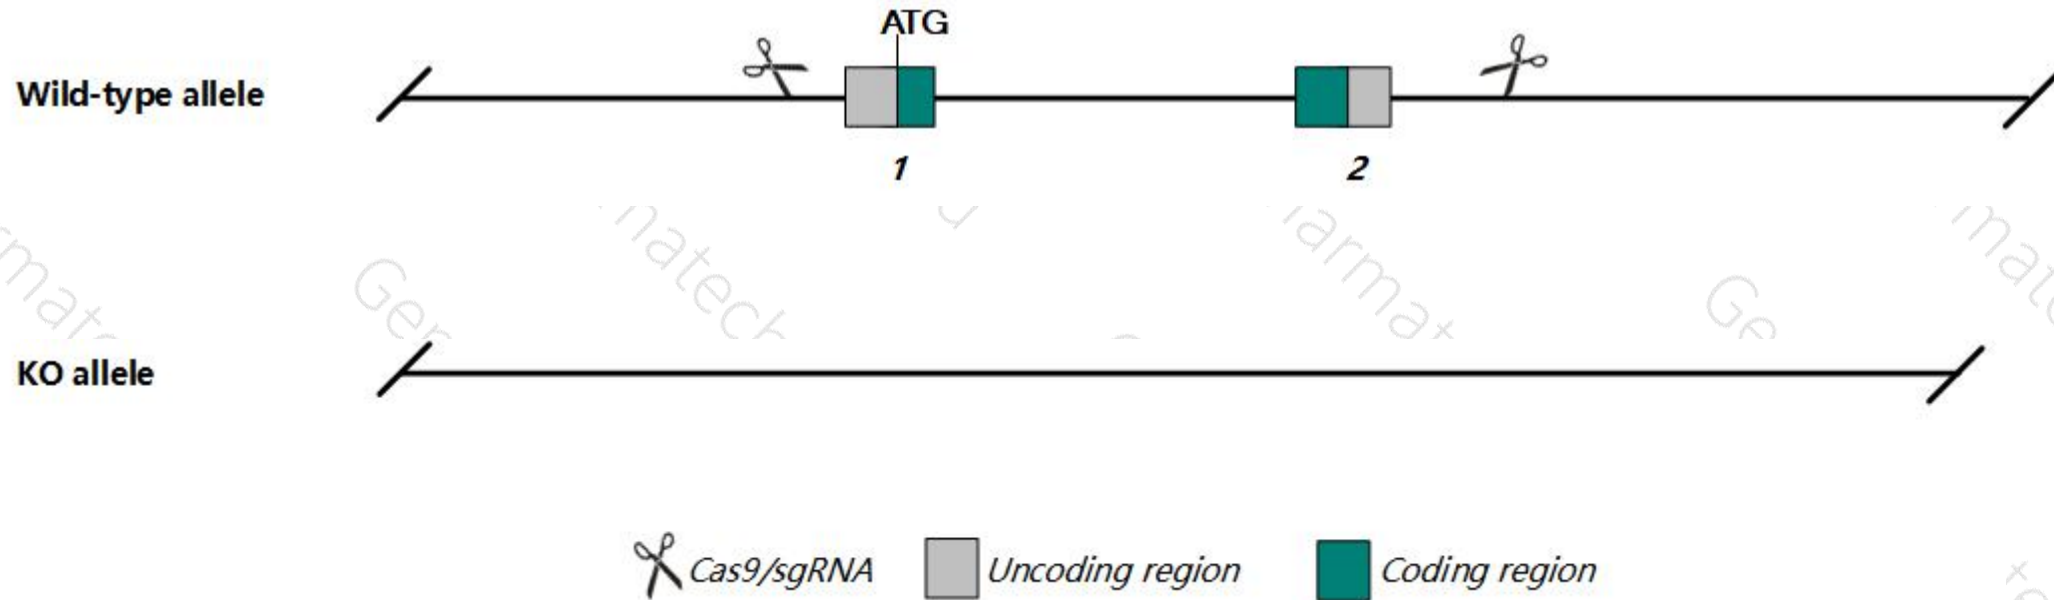 ATG
Wild-type allele
1
2
KO allele
Cas9/sgRNA
Uncoding region
Coding region